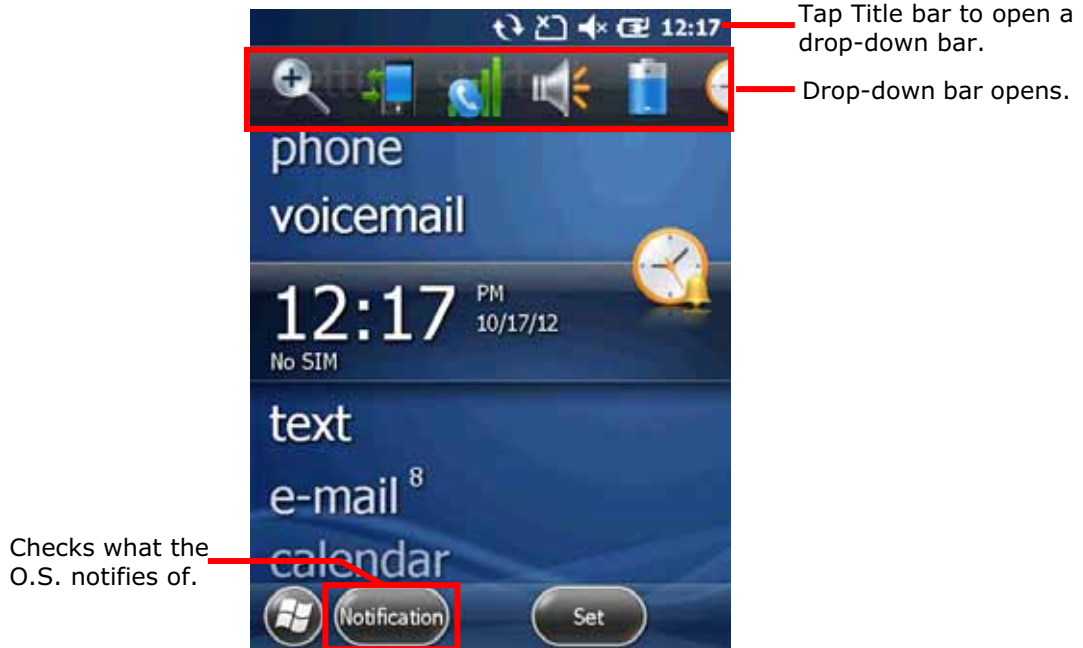 12:17
Tap Title bar to open a
drop-down bar.
Drop-down bar opens.
phone
voicemail
12:17 PM
10/17/12
No SIM
text
e-mail 8
calendar
Checks what the
O.S. notifies of.
Notification
Set